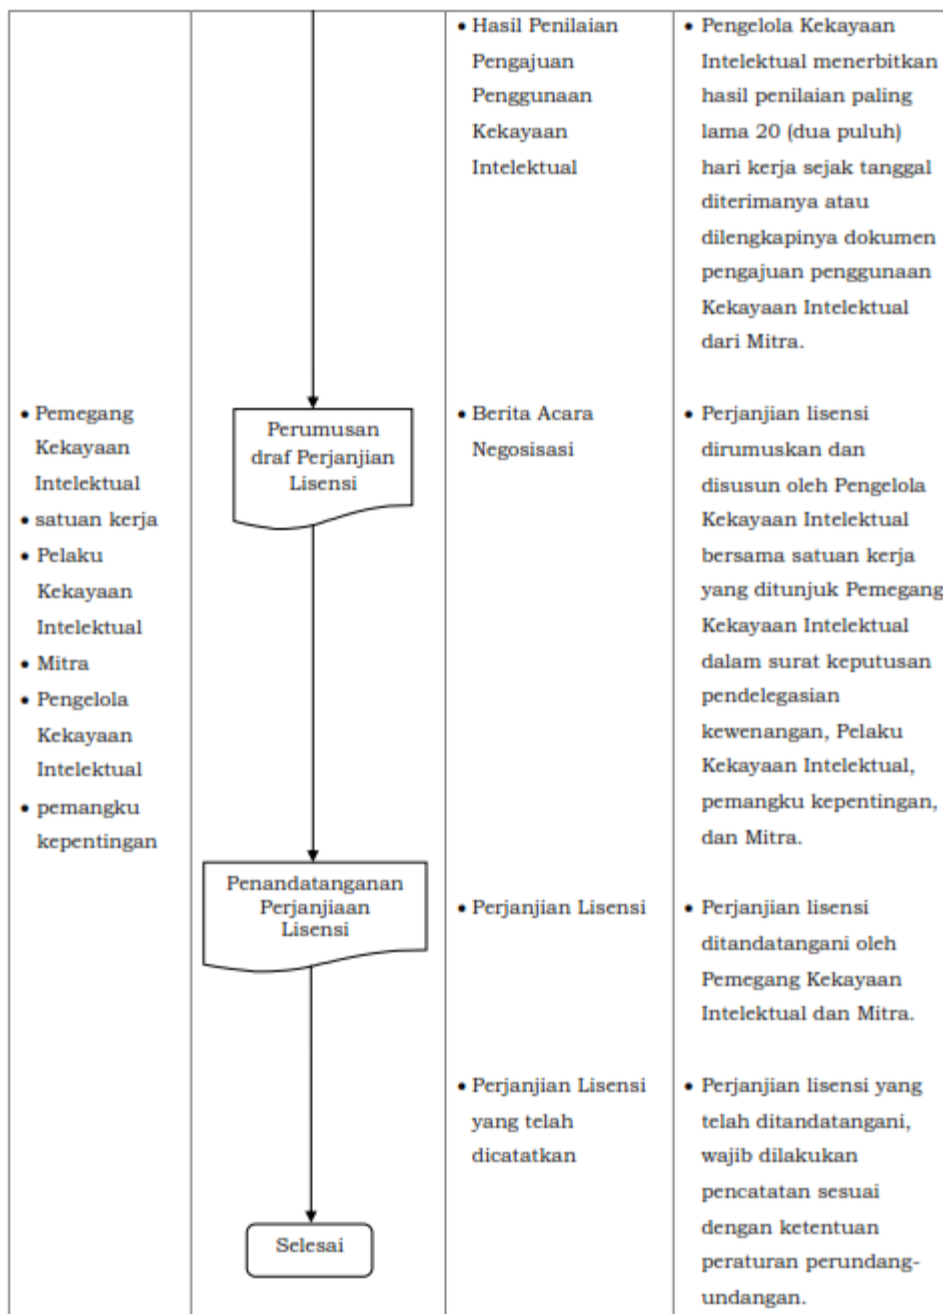 • Hasil Penilaian
Pengajuan
Penggunaan
Kekayaan
Intelektual
• Pengelola Kekayaan
Intelektual menerbitkan
hasil penilaian paling
lama 20 (dua puluh)
hari kerja sejak tanggal
diterimanya atau
dilengkapinya dokumen
pengajuan penggunaan
Kekayaan Intelektual
dari Mitra.
• Pemegang
Kekayaan
Intelektual
• satuan kerja
• Pelaku
Kekayaan
Intelektual
• Mitra
• Pengelola
Kekayaan
Intelektual
• pemangku
kepentingan
Perumusan
draf Perjanjian
Lisensi
• Berita Acara
Negosisasi
• Perjanjian lisensi
dirumuskan dan
disusun oleh Pengelola
Kekayaan Intelektual
bersama satuan kerja
yang ditunjuk Pemegang
Kekayaan Intelektual
dalam surat keputusan
pendelegasian
kewenangan, Pelaku
Kekayaan Intelektual,
pemangku kepentingan,
dan Mitra.
Penandatanganan
Perjanjiaan
Lisensi
• Perjanjian Lisensi
• Perjanjian lisensi
ditandatangani oleh
Pemegang Kekayaan
Intelektual dan Mitra.
• Perjanjian Lisensi
yang telah
dicatatkan
• Perjanjian lisensi yang
telah ditandatangani,
wajib dilakukan
pencatatan sesuai
dengan ketentuan
peraturan perundang-
undangan.
Selesai